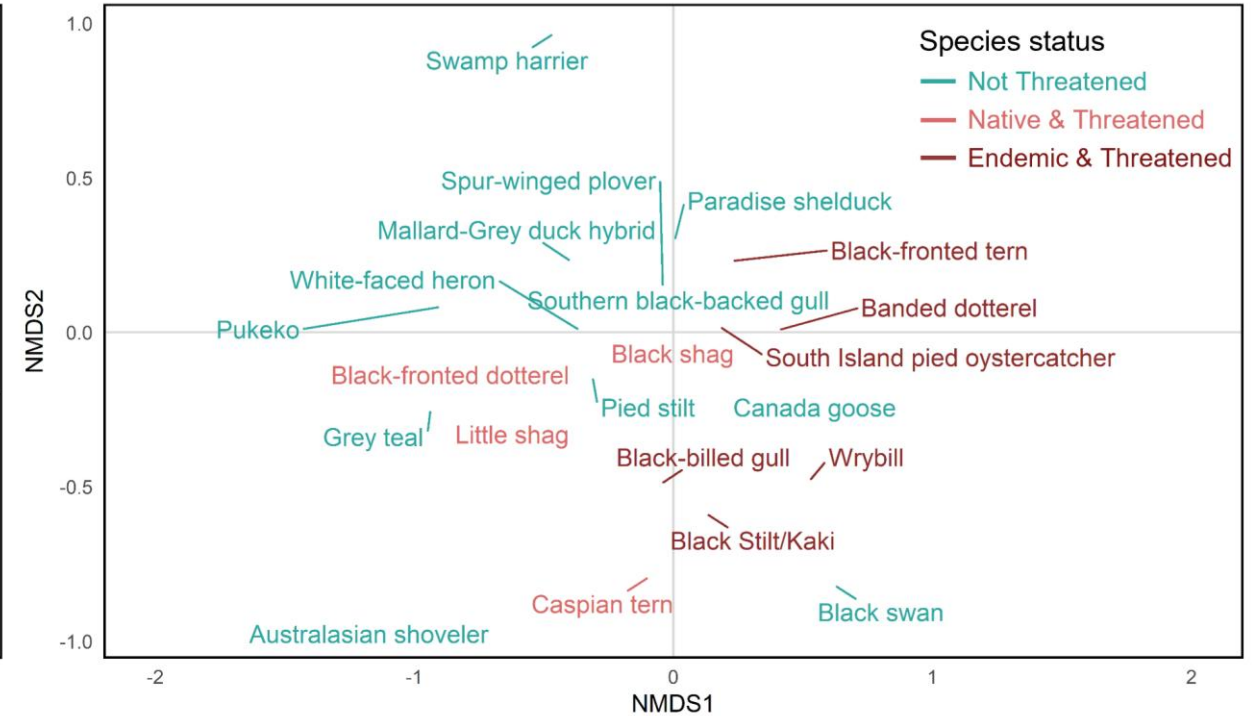 1.0
Swamp harrier
Species status
Not Threatened
Native & Threatened
Endemic & Threatened
0.5
Spur-winged plover
Paradise shelduck
Mallard-Grey duck hybrid
Black-fronted tern
White-faced heron
Southern black-backed gull
Banded dotterel
NMDS2
0.0
Pukeko
Black shag
South Island pied oystercatcher
Black-fronted dotterel
Pied stilt
Canada goose
Grey teal
Little shag
Black-billed gull
Wrybill
-0.5
Black Stilt/Kaki
Caspian tern
Black swan
Australasian shoveler
-1.0
-2
-1
0
1
2
NMDS1